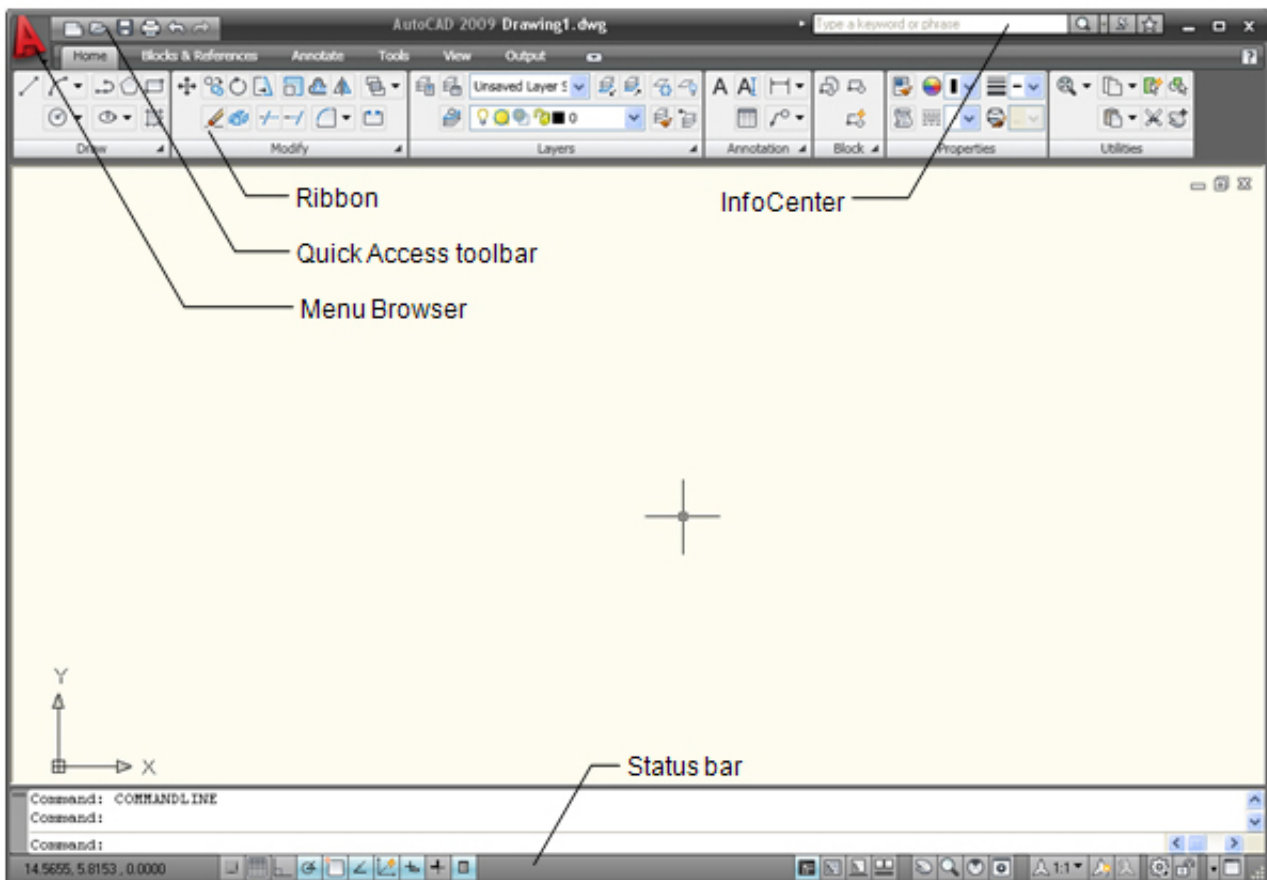 AutoCAD 2009 Drawing1.dwg
Type a keyword or phrase
Home Blocks & References Annotate Tools View Output
Unsaved Layer S
0
Draw Modify Layers Annotation Block Properties Utilities
Ribbon
InfoCenter
Quick Access toolbar
Menu Browser
Y
X
Status bar
Command: COMMANDLINE
Command:
Command:
14.5655, 5.8153, 0.0000
1:1